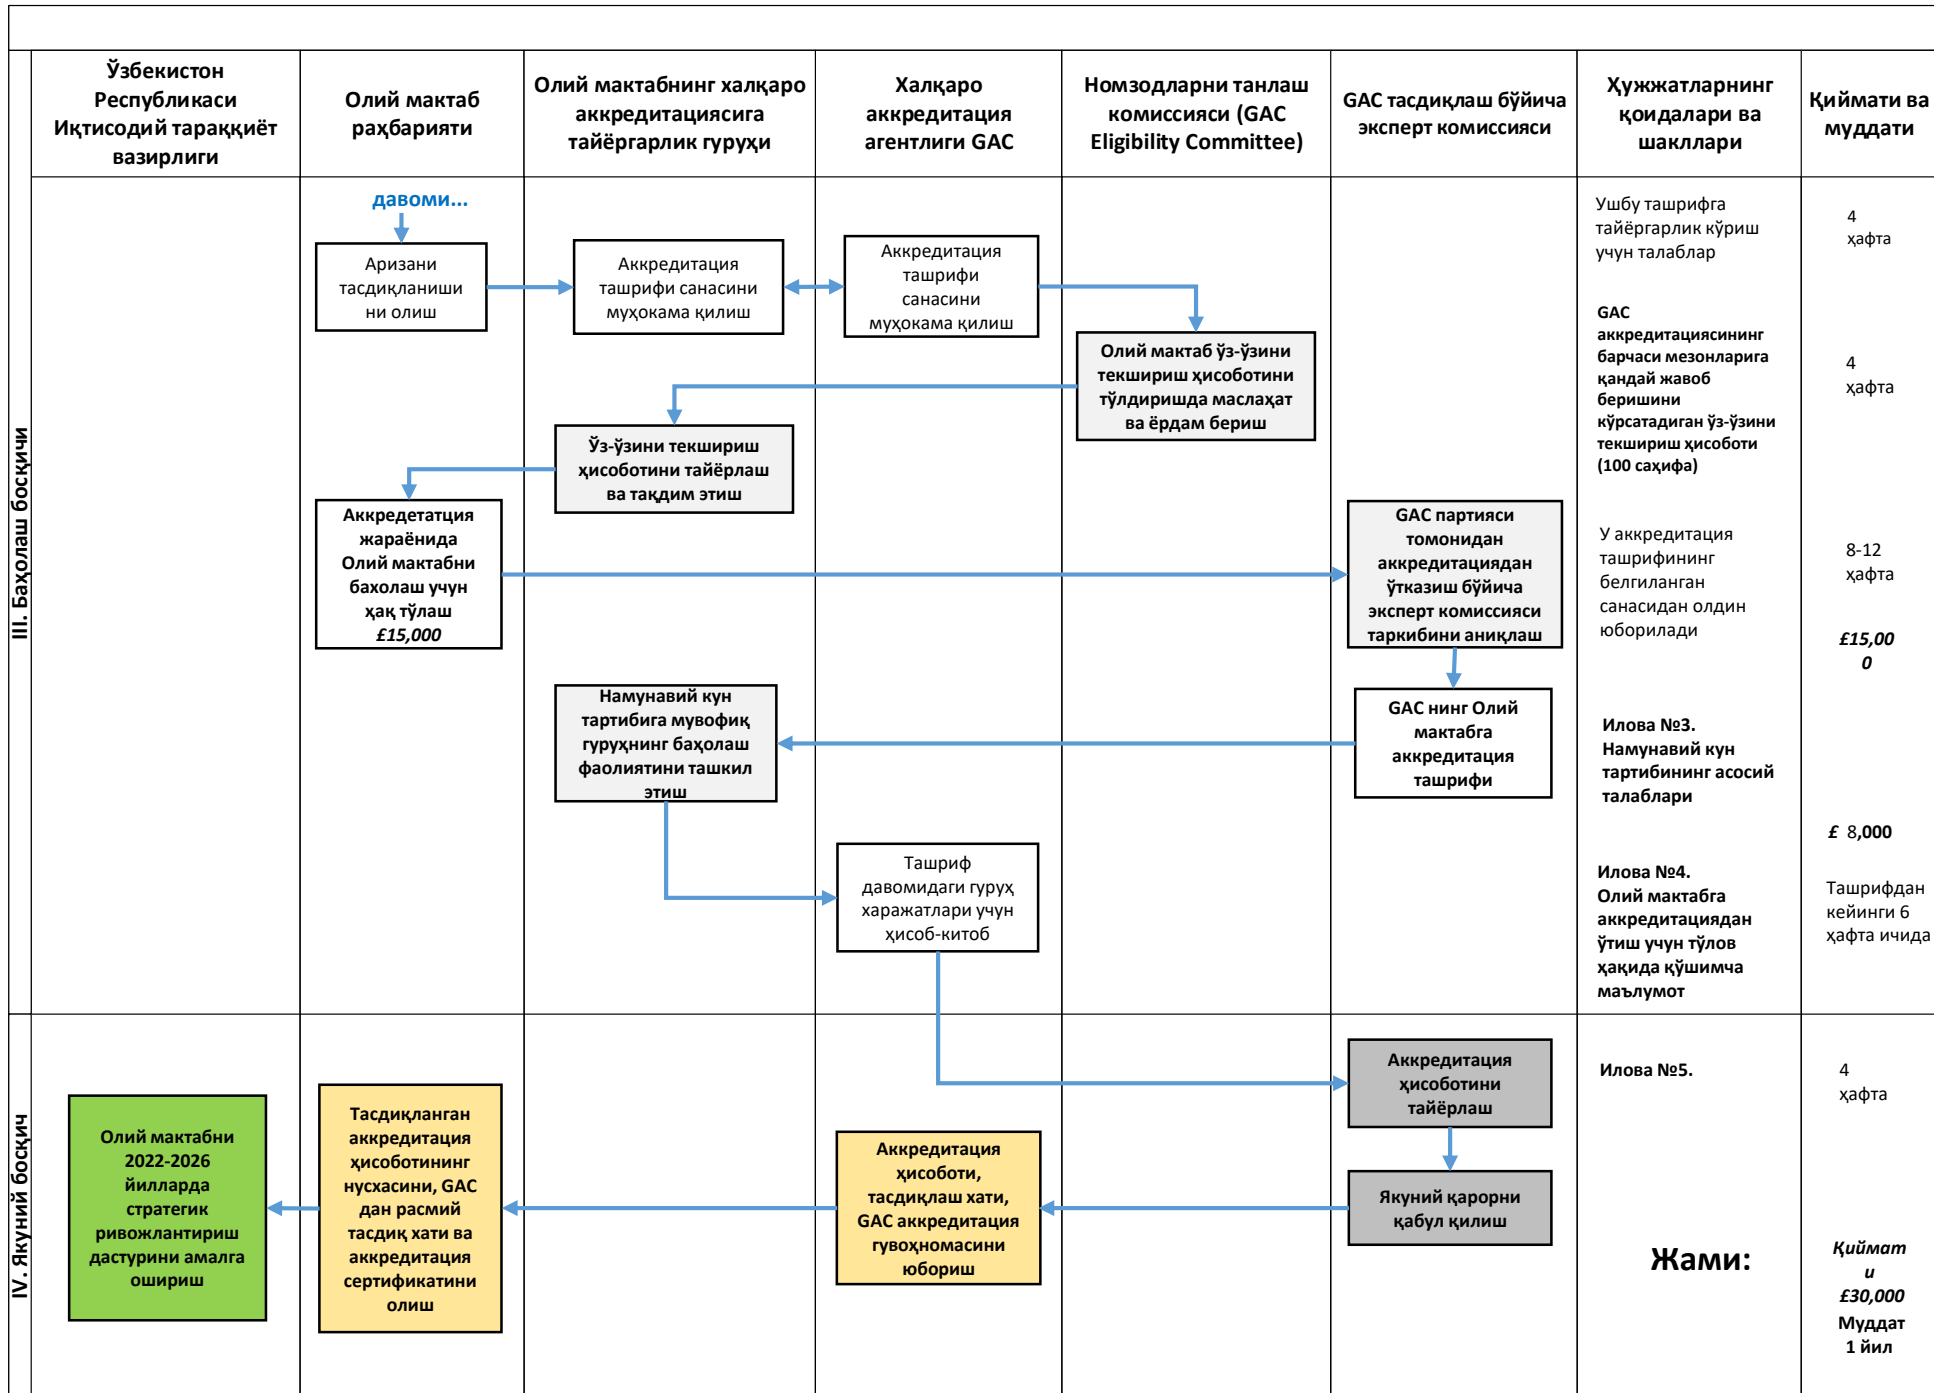 Ўзбекистон
Республикаси
Иқтисодий тараққиёт
вазирлиги
Олий мактаб
раҳбарияти
Олий мактабнинг халқаро
аккредитациясига
тайёргарлик гуруҳи
Халқаро
аккредитация
агентлиги GAC
Номзодларни танлаш
комиссияси (GAC
Eligibility Committee)
GAC тасдиқлаш бўйича
эксперт комиссияси
Ҳужжатларнинг
қоидалари ва
шакллари
Қиймати ва
муддати
III. Баҳолаш босқичи
давоми...
Аризани
тасдиқланиши
ни олиш
Аккредитация
ташрифи санасини
муҳокама қилиш
Аккредитация
ташрифи
санасини
муҳокама қилиш
Олий мактаб ўз-ўзини
текшириш ҳисоботини
тўлдиришда маслаҳат
ва ёрдам бериш
Ўз-ўзини текшириш
ҳисоботини тайёрлаш
ва тақдим этиш
Аккредетатция
жараёнида
Олий мактабни
бахолаш учун
ҳақ тўлаш
£15,000
GAC партияси
томонидан
аккредитациядан
ўтказиш бўйича
эксперт комиссияси
таркибини аниқлаш
GAC нинг Олий
мактабга
аккредитация
ташрифи
Намунавий кун
тартибига мувофиқ
гуруҳнинг баҳолаш
фаолиятини ташкил
этиш
Ташриф
давомидаги гуруҳ
харажатлари учун
ҳисоб-китоб
Ушбу ташрифга
тайёргарлик кўриш
учун талаблар
4
ҳафта
GAC
аккредитациясининг
барчаси мезонларига
қандай жавоб
беришини
кўрсатадиган ўз-ўзини
текшириш ҳисоботи
(100 саҳифа)
4
ҳафта
У аккредитация
ташрифининг
белгиланган
санасидан олдин
юборилади
8-12
ҳафта
£15,00
0
Илова №3.
Намунавий кун
тартибининг асосий
талаблари
£ 8,000
Илова №4.
Олий мактабга
аккредитациядан
ўтиш учун тўлов
ҳақида қўшимча
маълумот
Ташрифдан
кейинги 6
ҳафта ичида
IV. Якуний босқич
Олий мактабни
2022-2026
йилларда
стратегик
ривожлантириш
дастурини амалга
ошириш
Тасдиқланган
аккредитация
ҳисоботининг
нусхасини, GAC
дан расмий
тасдиқ хати ва
аккредитация
сертификатини
олиш
Аккредитация
ҳисоботи,
тасдиқлаш хати,
GAC аккредитация
гувоҳномасини
юбориш
Аккредитация
ҳисоботини
тайёрлаш
Якуний қарорни
қабул қилиш
Илова №5.
4
ҳафта
Жами:
Қиймат
и
£30,000
Муддат
1 йил